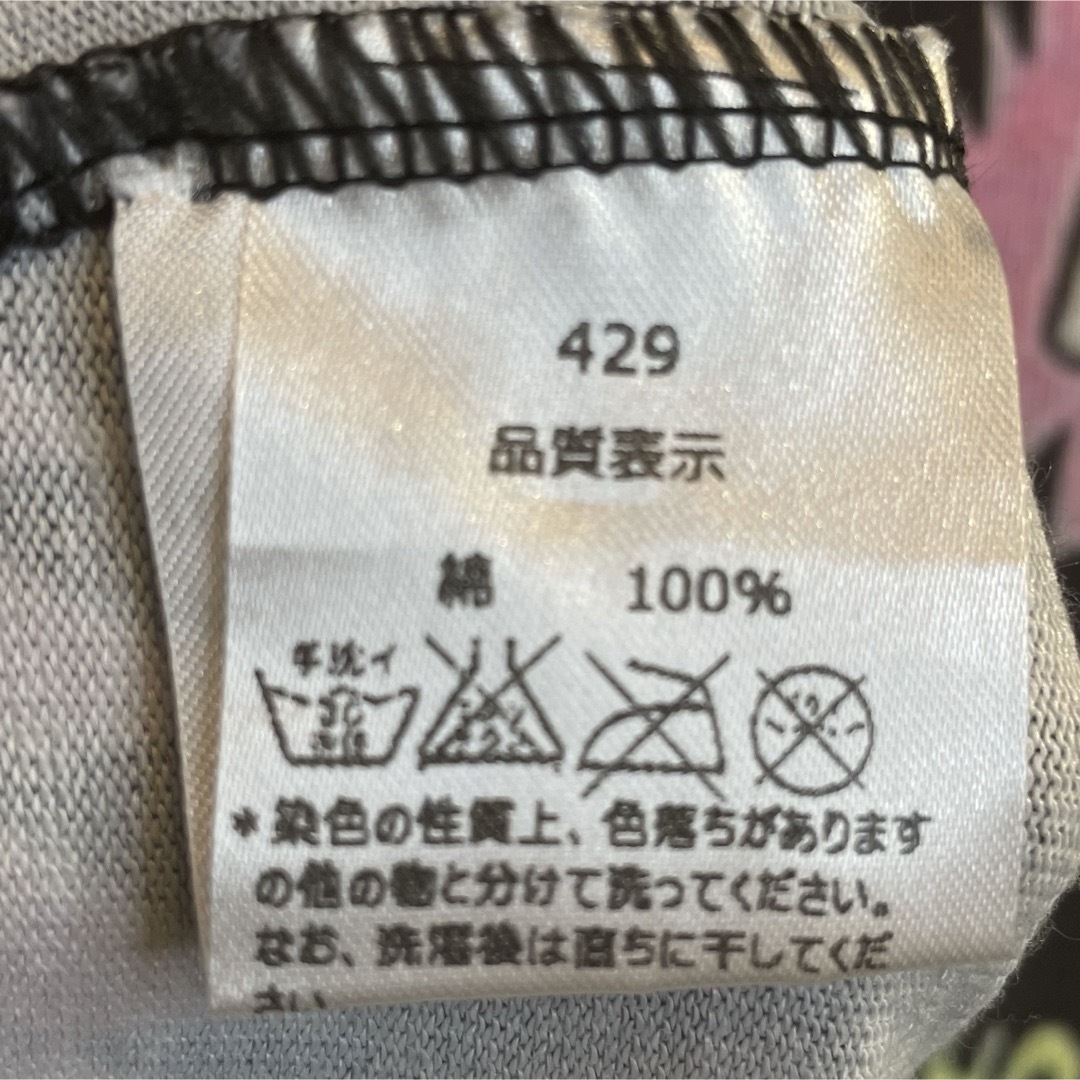 429
品質表示
綿 100%
手洗イ
*染色の性質上、色落ちがあります
の他の物と分けて洗ってください。
なお、洗濯後は直ちに干してくだ
さい